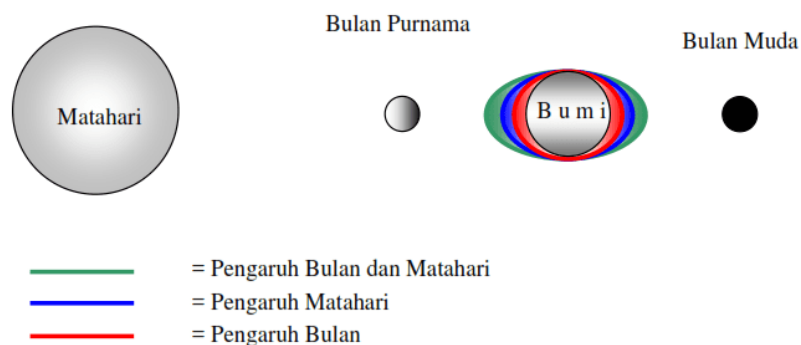 Bulan Purnama
Bulan Muda
Matahari
B u m i
= Pengaruh Bulan dan Matahari
= Pengaruh Matahari
= Pengaruh Bulan